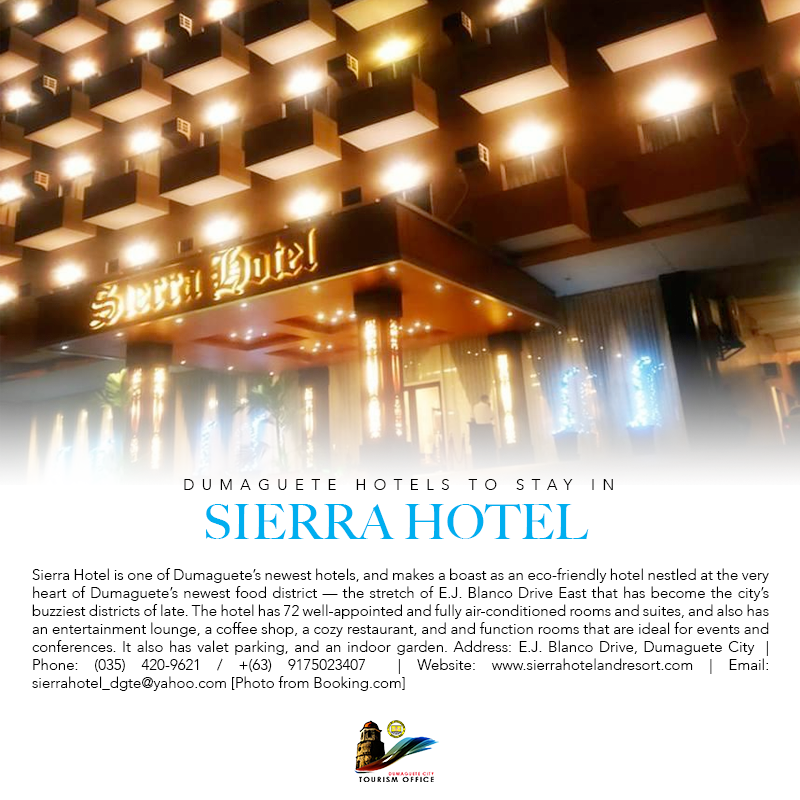 Sierra Hotel
DUMAGUETE HOTELS TO STAY IN
SIERRA HOTEL
Sierra Hotel is one of Dumaguete’s newest hotels, and makes a boast as an eco-friendly hotel nestled at the very
heart of Dumaguete’s newest food district — the stretch of E.J. Blanco Drive East that has become the city’s
buzziest districts of late. The hotel has 72 well-appointed and fully air-conditioned rooms and suites, and also has
an entertainment lounge, a coffee shop, a cozy restaurant, and and function rooms that are ideal for events and
conferences. It also has valet parking, and an indoor garden. Address: E.J. Blanco Drive, Dumaguete City |
Phone: (035) 420-9621 / +(63) 9175023407 | Website: www.sierrahotelandresort.com | Email:
sierrahotel_dgte@yahoo.com [Photo from Booking.com]
DUMAGUETE CITY
TOURISM OFFICE